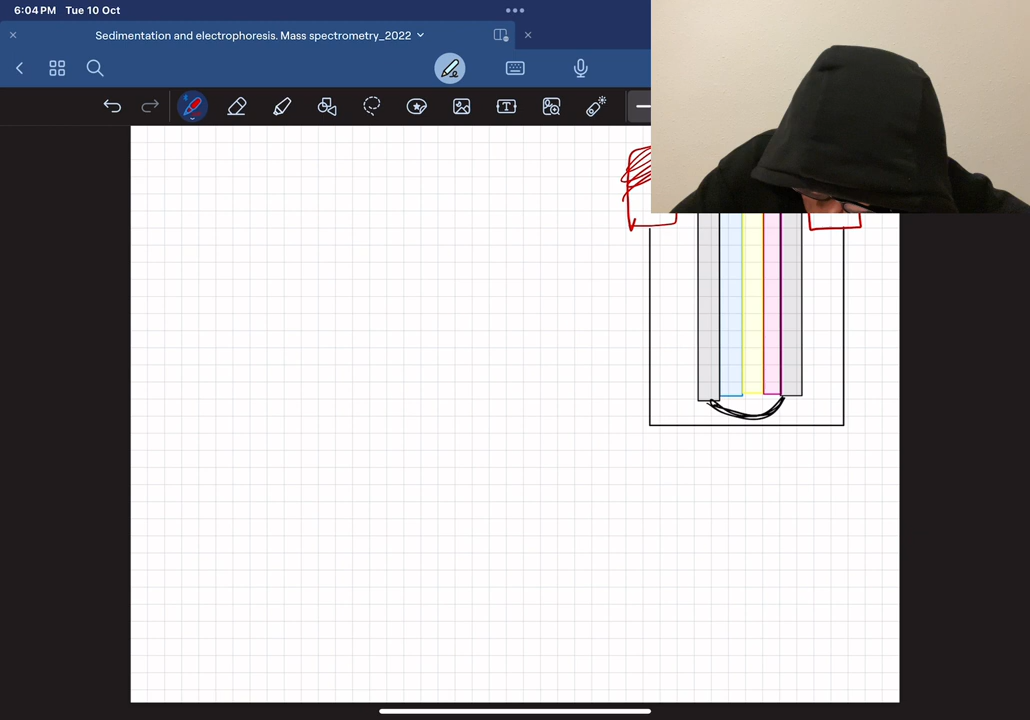 6:04 PM Tue 10 Oct
Sedimentation and electrophoresis. Mass spectrometry_2022
T